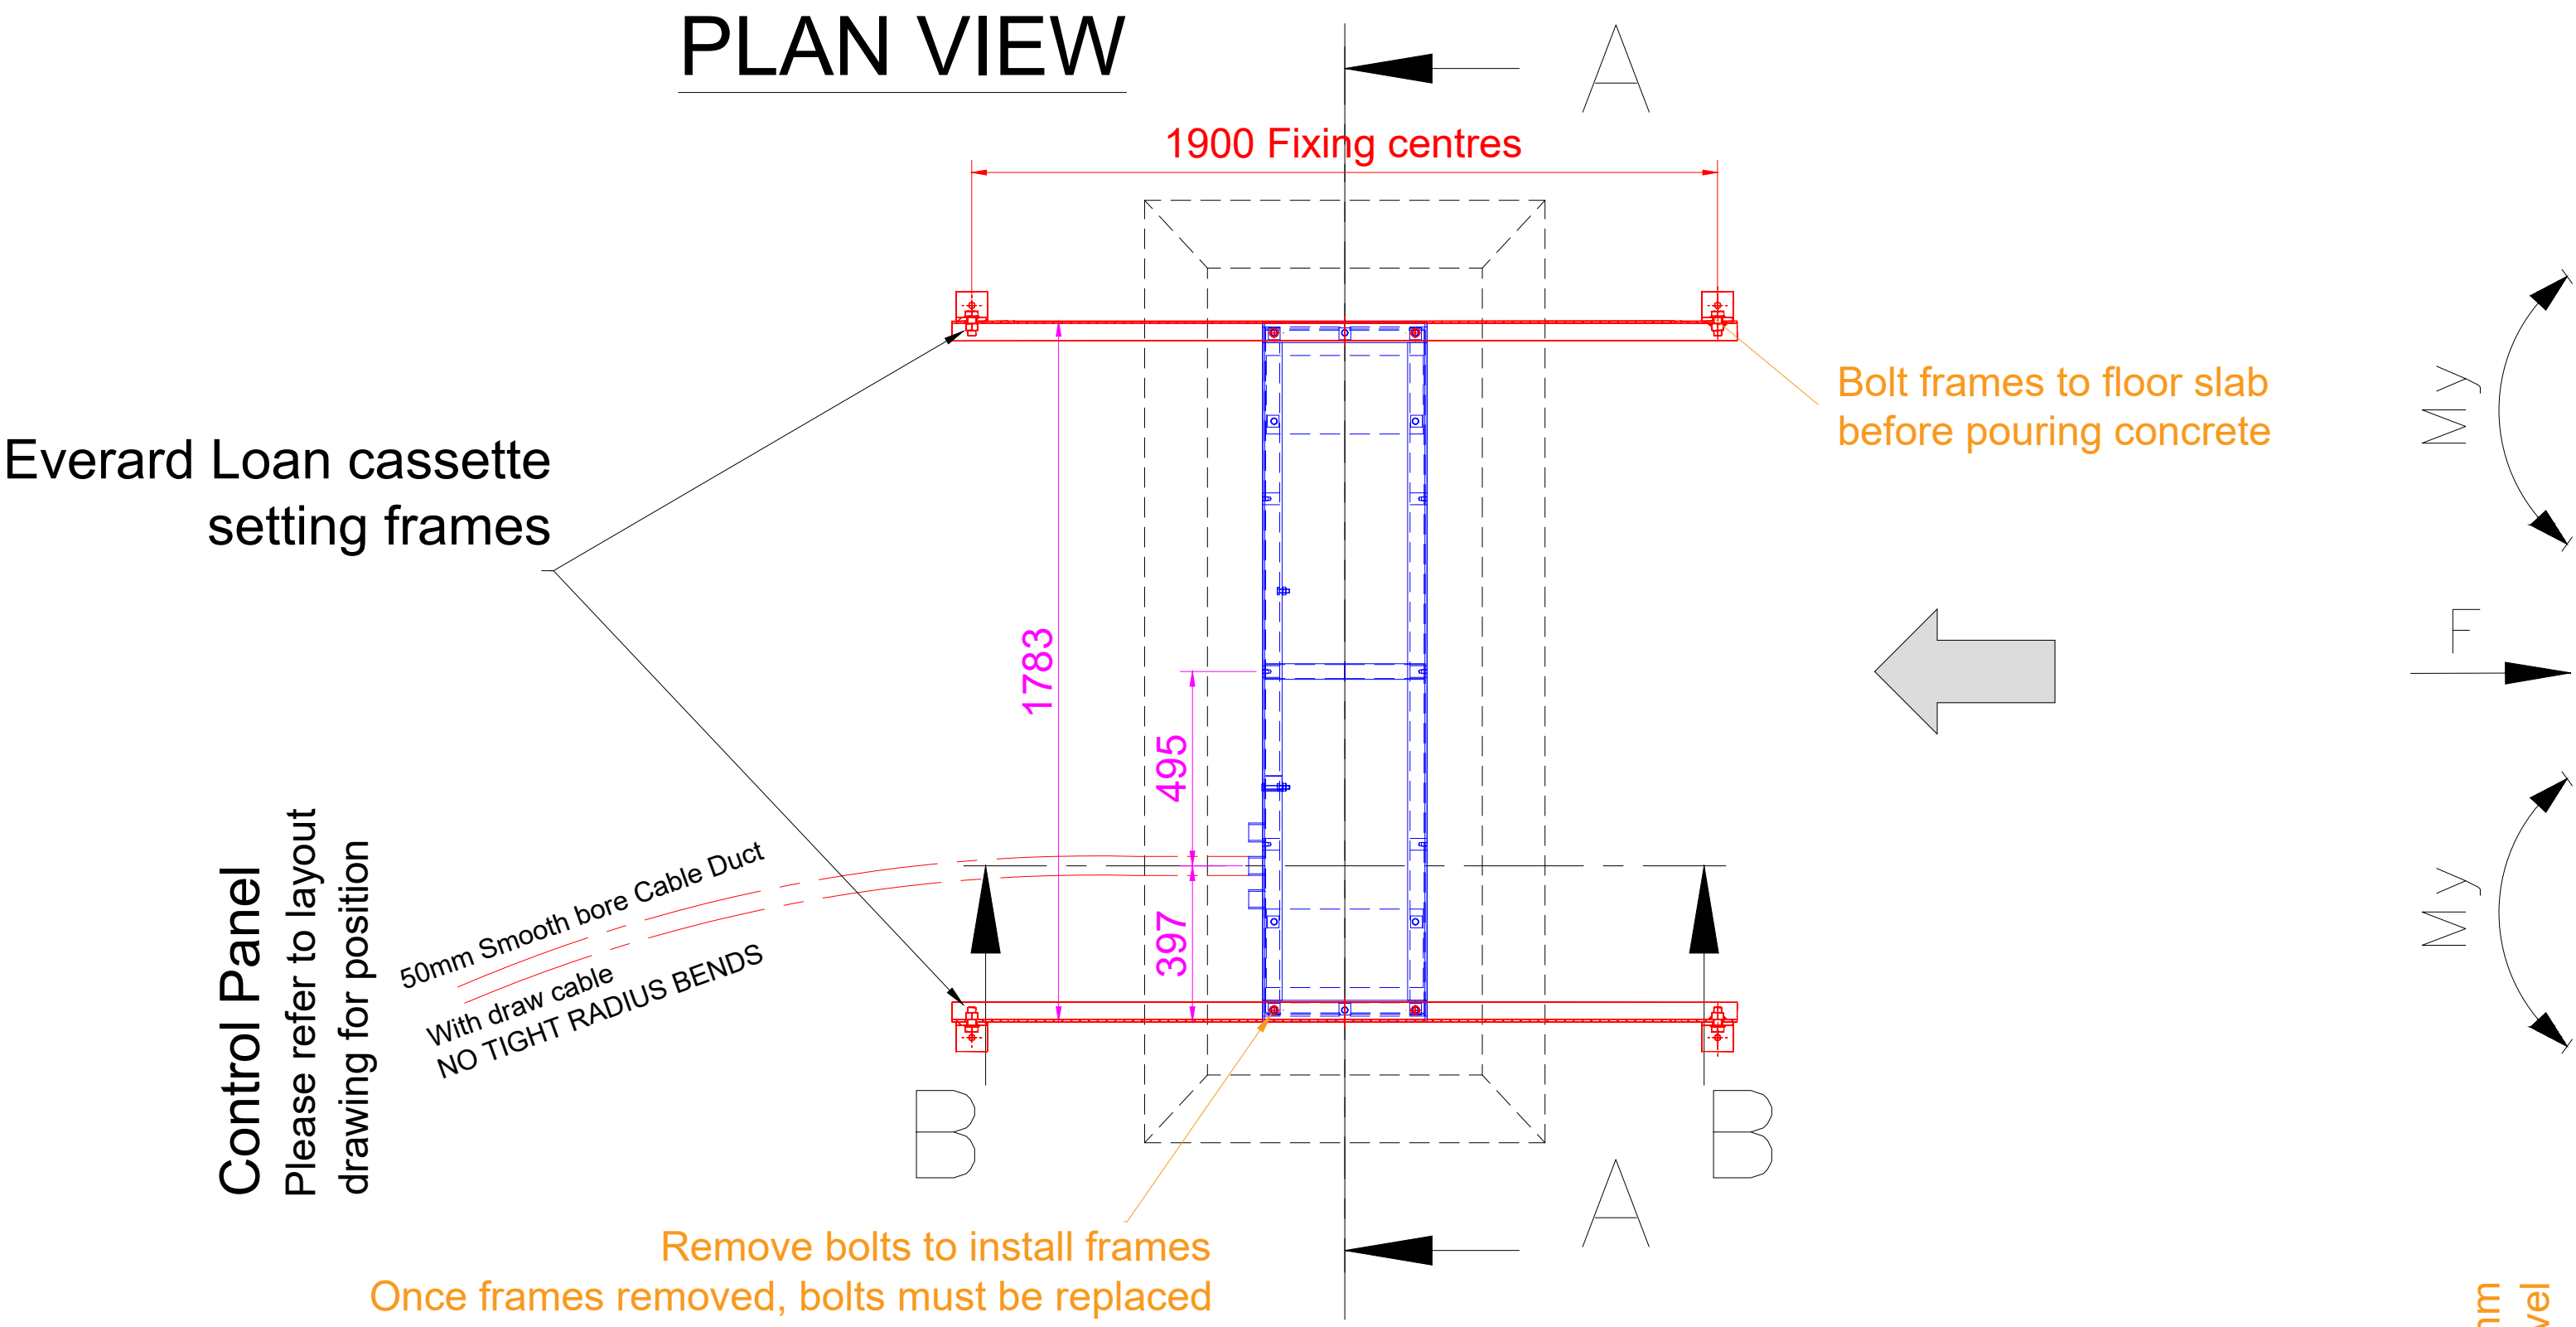 PLAN VIEW
A
1900 Fixing centres
Bolt frames to floor slab
before pouring concrete
My
Everard Loan cassette
setting frames
F
1783
495
397
My
Control Panel
Please refer to layout
drawing for position
50mm Smooth bore Cable Duct
With draw cable
NO TIGHT RADIUS BENDS
B
B
A
Remove bolts to install frames
Once frames removed, bolts must be replaced